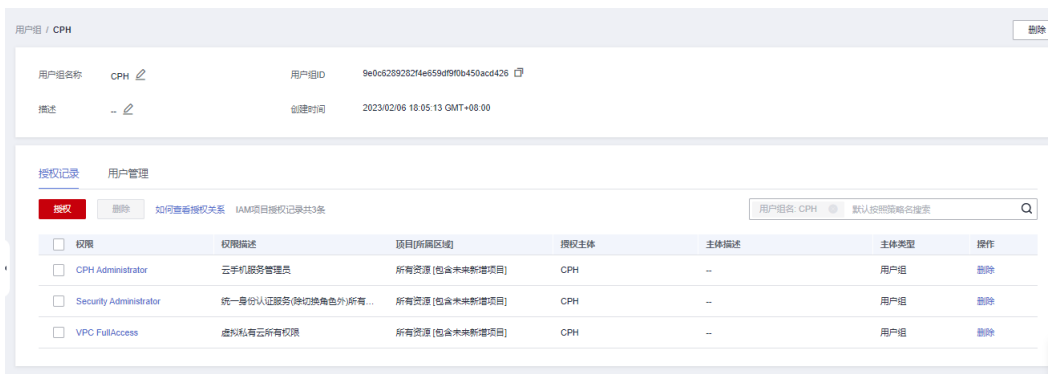 用户组 / CPH 删除
用户组名称 CPH 用户组ID 9e0c6289282f4e659df9f0b450acd426
描述 -- 创建时间 2023/02/06 18:05:13 GMT+08:00
授权记录 用户管理
授权 删除 如何查看授权关系 IAM项目授权记录共3条 用户组名: CPH 默认按照策略名搜索
权限 权限描述 项目[所属区域] 授权主体 主体描述 主体类型 操作
CPH Administrator 云手机服务管理员 所有资源 [包含未来新增项目] CPH -- 用户组 删除
Security Administrator 统一身份认证服务(除切换角色外)所有... 所有资源 [包含未来新增项目] CPH -- 用户组 删除
VPC FullAccess 虚拟私有云所有权限 所有资源 [包含未来新增项目] CPH -- 用户组 删除